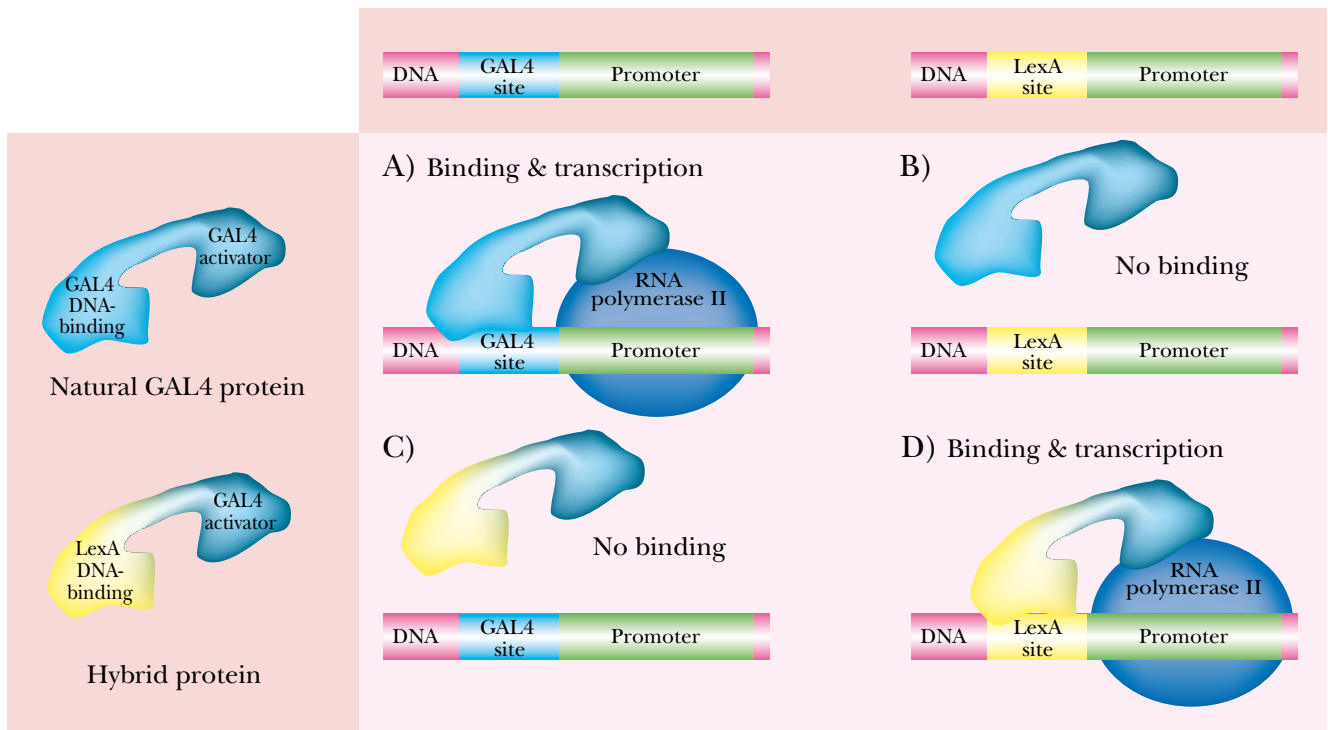 DNA
GAL4
site
Promoter
DNA
LexA
site
Promoter
A) Binding & transcription
B)
GAL4
activator
GAL4
DNA-
binding
Natural GAL4 protein
RNA
polymerase II
DNA
GAL4
site
Promoter
No binding
DNA
LexA
site
Promoter
C)
D) Binding & transcription
GAL4
activator
LexA
DNA-
binding
Hybrid protein
No binding
DNA
GAL4
site
Promoter
RNA
polymerase II
DNA
LexA
site
Promoter